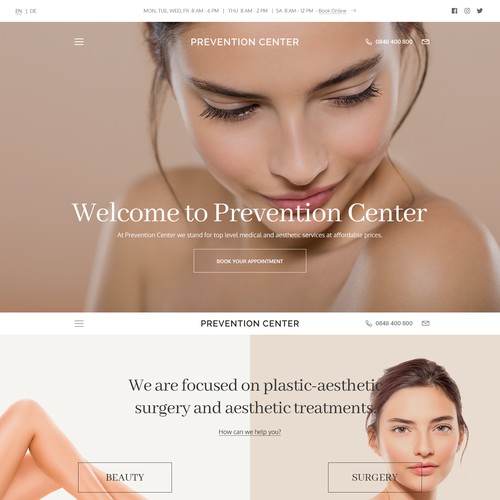 EN | DE
MON, TUE, WED, FR 8 AM - 6 PM | THU 8 AM - 2 PM | SA 8 AM - 12 PM - Book Online
PREVENTION CENTER
0848 400 800
Welcome to Prevention Center
At Prevention Center we stand for top level medical and aesthetic services at affordable prices.
BOOK YOUR APPOINTMENT
PREVENTION CENTER
0848 400 800
We are focused on plastic-aesthetic
surgery and aesthetic treatments.
How can we help you?
BEAUTY
SURGERY